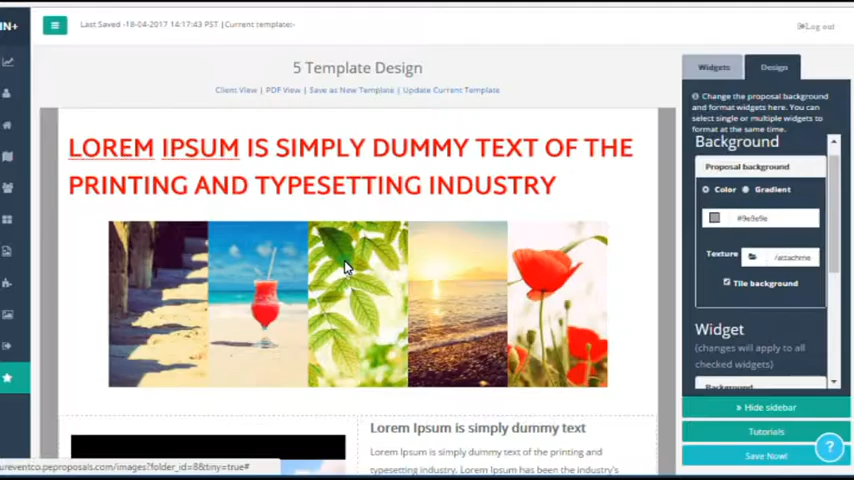 IN+
Last Saved -18-04-2017 14:17:43 PST |Current template:-
Log out
5 Template Design
Client View | PDF View | Save as New Template | Update Current Template
LOREM IPSUM IS SIMPLY DUMMY TEXT OF THE
PRINTING AND TYPESETTING INDUSTRY
Lorem Ipsum is simply dummy text
Lorem Ipsum is simply dummy text of the printing and
typesetting industry. Lorem Ipsum has been the industry's
Widgets
Design
Change the proposal background
and format widgets here. You can
select single or multiple widgets to
format at the same time.
Background
Proposal background
Color Gradient
#9e9e9e
Texture /attachme
Tile background
Widget
(changes will apply to all
checked widgets)
Background
» Hide sidebar
Tutorials
Save Now!
?
ureventco.peproposals.com/images?folder_id=88&tiny=true#